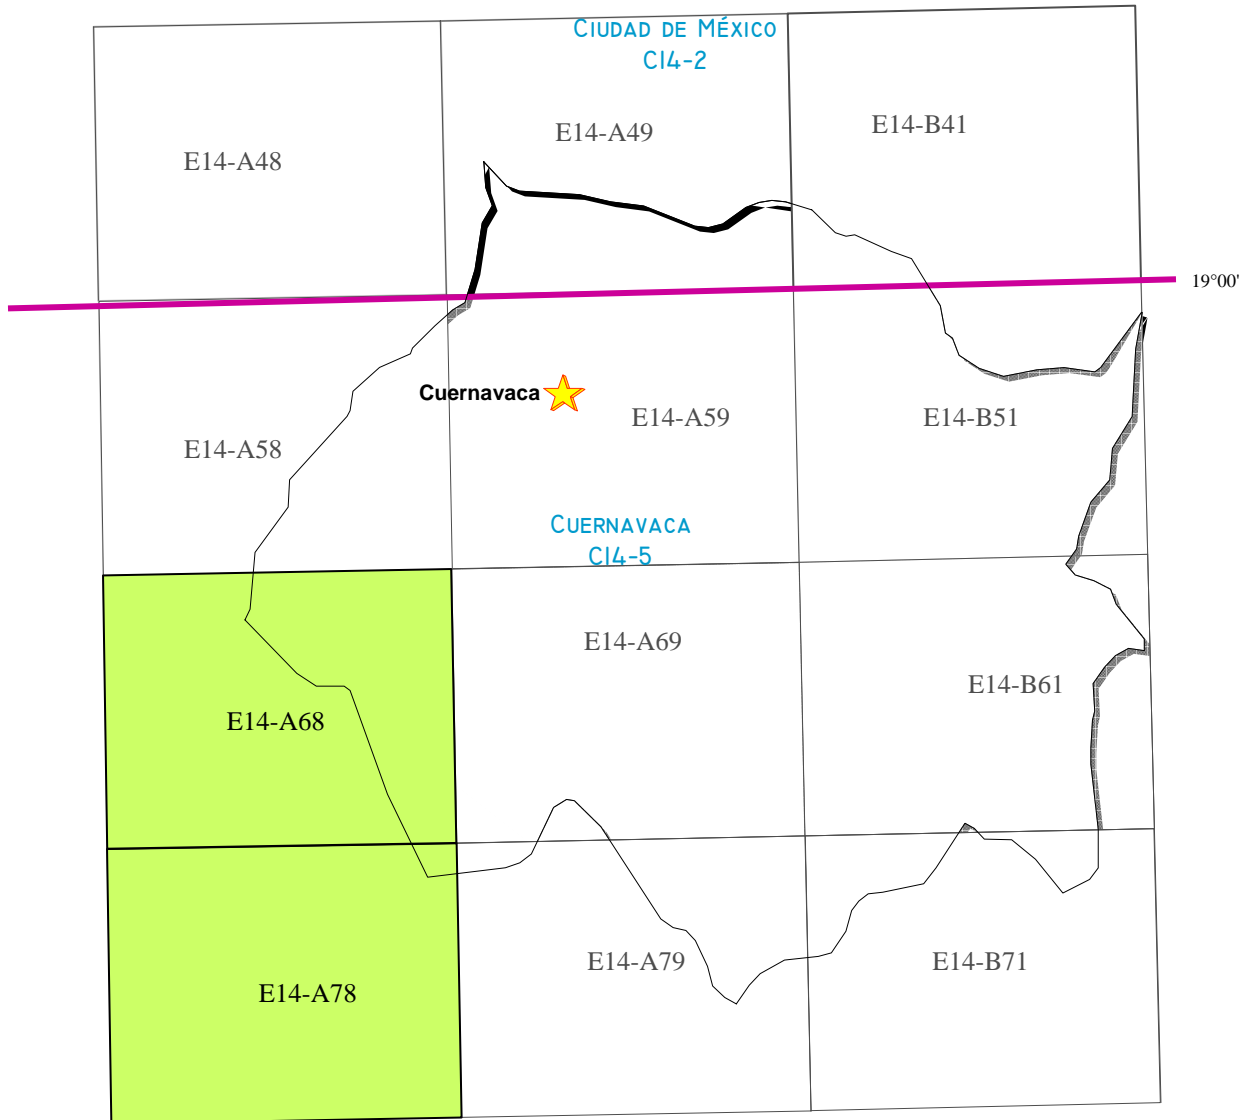 CIUDAD DE MÉXICO
C14-2
E14-A48
E14-A49
E14-B41
19°00'
Cuernavaca
E14-A58
E14-A59
E14-B51
CUERNAVACA
C14-5
E14-A68
E14-A69
E14-B61
E14-A78
E14-A79
E14-B71